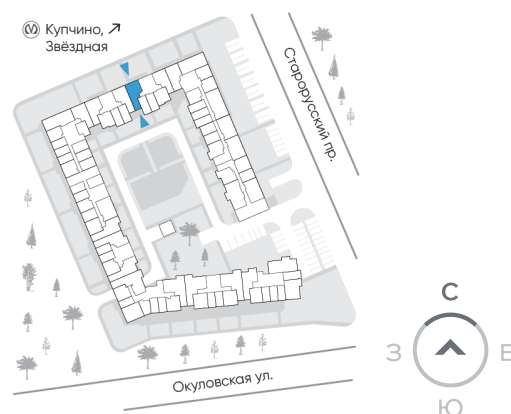 Купчино, ↗
Звёздная
Старорусский пр.
Окуловская ул.
С
З
В
Ю